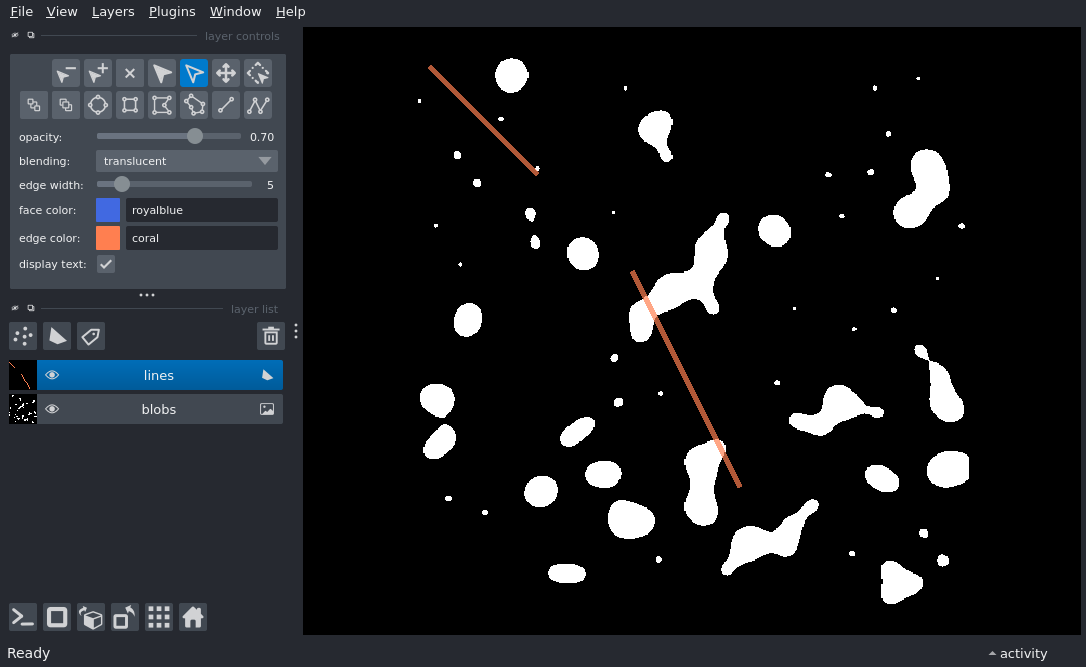 File View Layers Plugins Window Help
layer controls
opacity: 0.70
blending: translucent
edge width: 5
face color: royalblue
edge color: coral
display text:
layer list
lines
blobs
Ready
activity